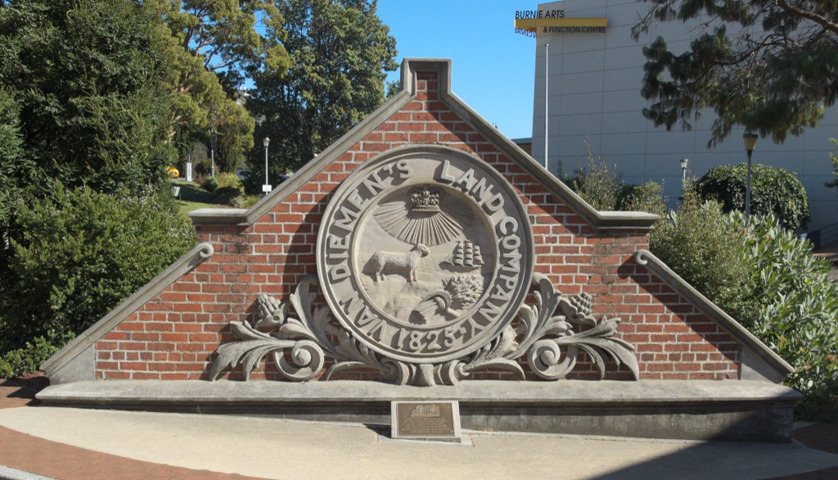 BURNIE ARTS
& FUNCTION CENTRE
VAN DIEMEN'S LAND COMPANY
1825